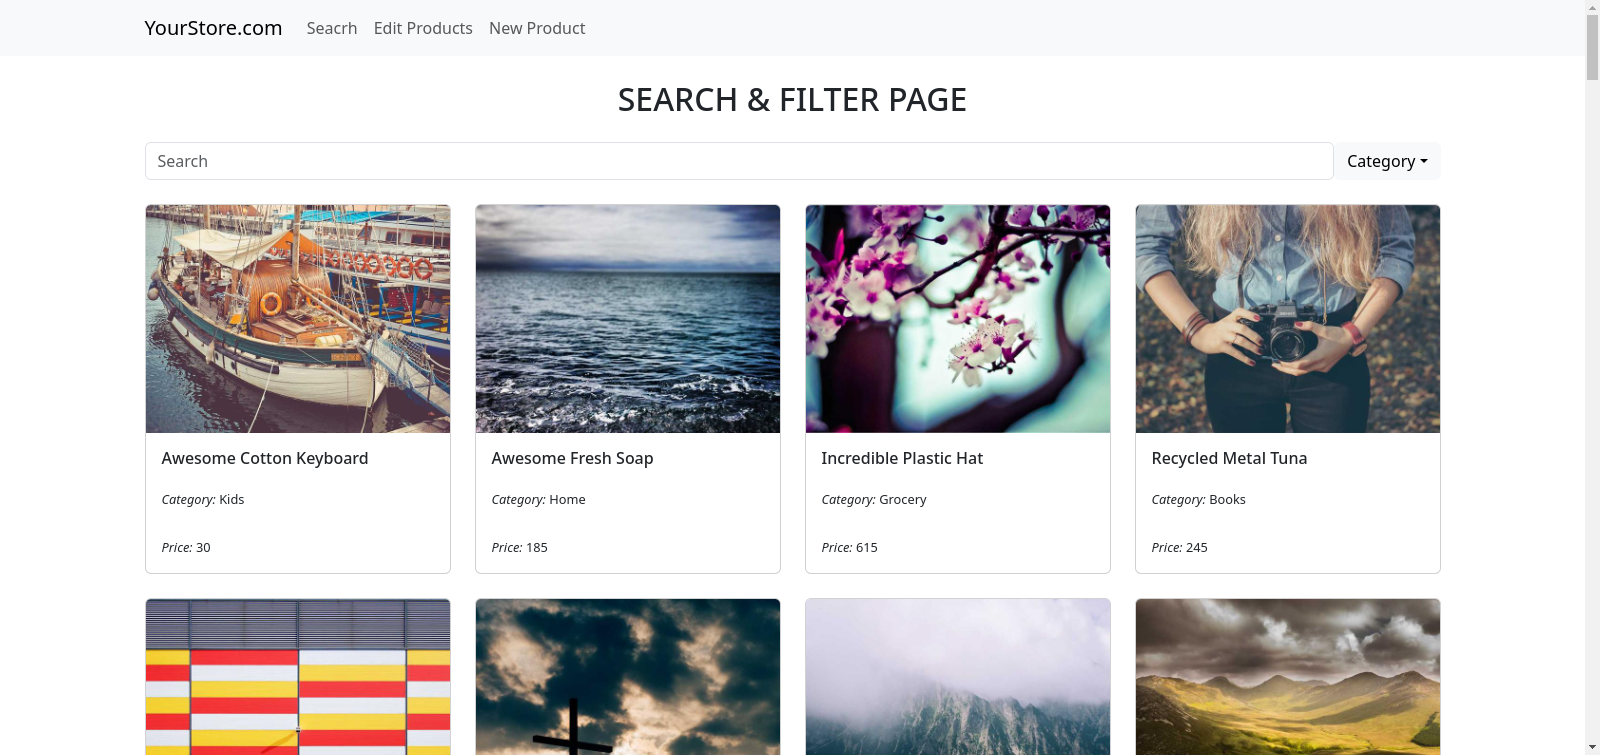 YourStore.com Seacrh Edit Products New Product
SEARCH & FILTER PAGE
Search Category
Awesome Cotton Keyboard
Category: Kids
Price: 30
Awesome Fresh Soap
Category: Home
Price: 185
Incredible Plastic Hat
Category: Grocery
Price: 615
Recycled Metal Tuna
Category: Books
Price: 245